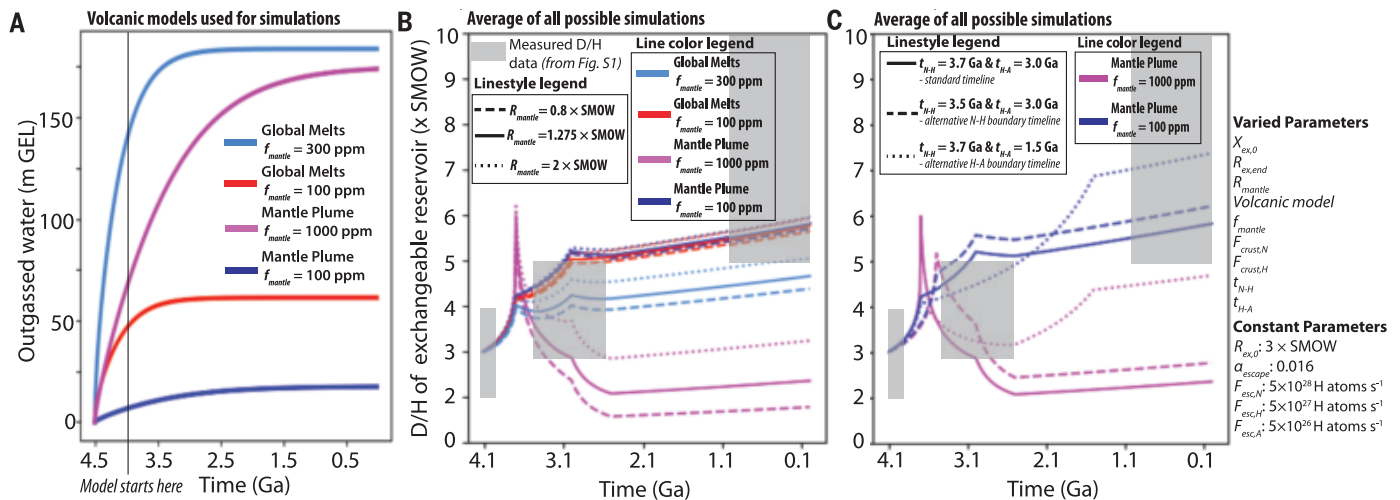 A
Volcanic models used for simulations
Outgassed water (m GEL)
150
100
50
0
Global Melts
f_mantle = 300 ppm
Global Melts
f_mantle = 100 ppm
Mantle Plume
f_mantle = 1000 ppm
Mantle Plume
f_mantle = 100 ppm
4.5 3.5 2.5 1.5 0.5
Model starts here
Time (Ga)
B
Average of all possible simulations
D/H of exchangeable reservoir (x SMOW)
10
9
8
7
6
5
4
3
2
1
0
Measured D/H
data (from Fig. S1)
Linestyle legend
R_mantle = 0.8 × SMOW
R_mantle = 1.275 × SMOW
R_mantle = 2 × SMOW
Line color legend
Global Melts
f_mantle = 300 ppm
Global Melts
f_mantle = 100 ppm
Mantle Plume
f_mantle = 1000 ppm
Mantle Plume
f_mantle = 100 ppm
4.1 3.1 2.1 1.1 0.1
Time (Ga)
C
Average of all possible simulations
10
9
8
7
6
5
4
3
2
1
0
Linestyle legend
t_N-H = 3.7 Ga & t_H-A = 3.0 Ga
- standard timeline
t_N-H = 3.5 Ga & t_H-A = 3.0 Ga
- alternative N-H boundary timeline
t_N-H = 3.7 Ga & t_H-A = 1.5 Ga
- alternative H-A boundary timeline
Line color legend
Mantle Plume
f_mantle = 1000 ppm
Mantle Plume
f_mantle = 100 ppm
4.1 3.1 2.1 1.1 0.1
Time (Ga)
Varied Parameters
X_ex,0
R_ex,end
R_mantle
Volcanic model
f_mantle
F_crust,N
F_crust,H
t_N-H
t_H-A
Constant Parameters
R_ex,0: 3 × SMOW
α_escape: 0.016
F_esc,N: 5×10²⁸ H atoms s⁻¹
F_esc,H: 5×10²⁷ H atoms s⁻¹
F_esc,A: 5×10²⁶ H atoms s⁻¹